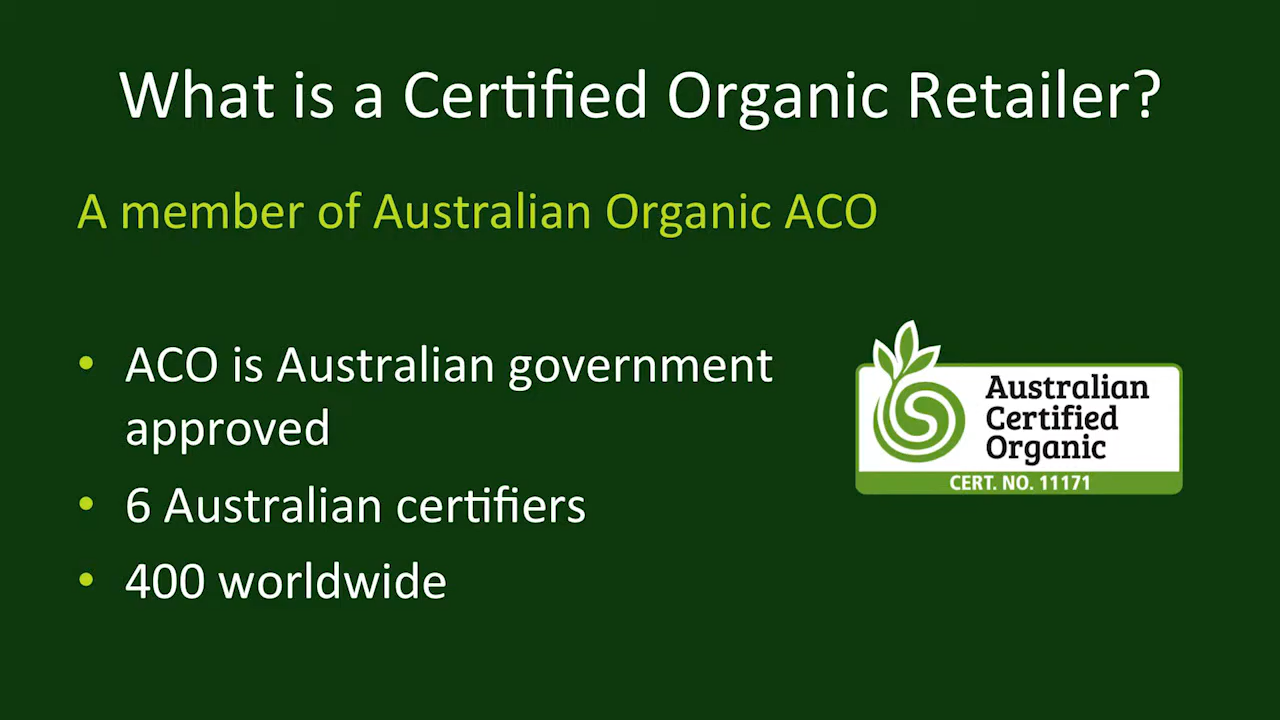 What is a Certified Organic Retailer?
A member of Australian Organic ACO
• ACO is Australian government
approved
• 6 Australian certifiers
• 400 worldwide
Australian
Certified
Organic
CERT. NO. 11171